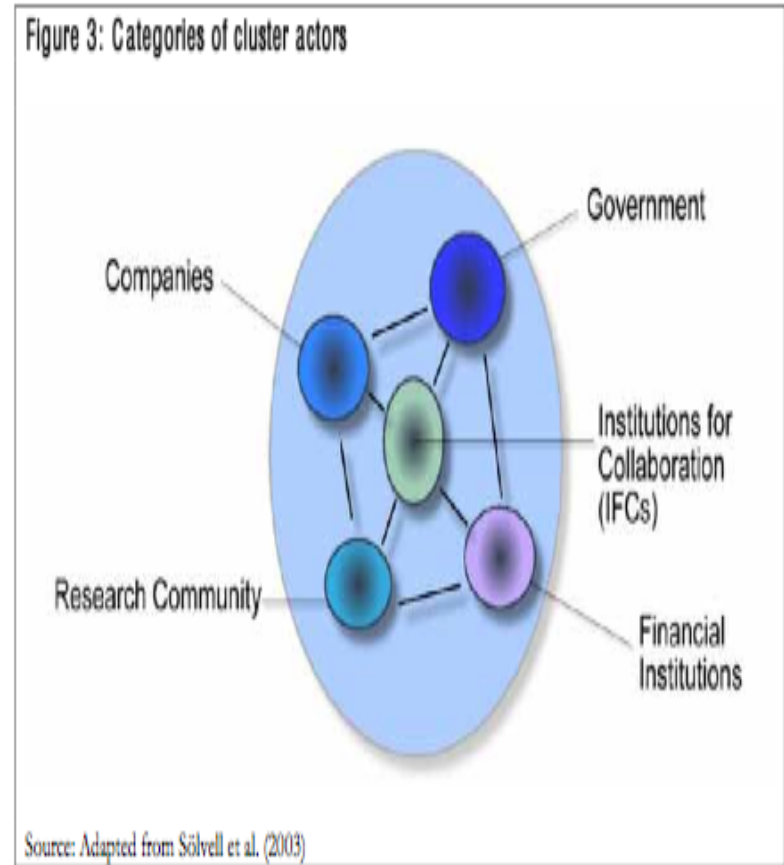 Figure 3: Categories of cluster actors
Government
Companies
Institutions for
Collaboration
(IFCs)
Research Community
Financial
Institutions
Source: Adapted from Sölvell et al. (2003)